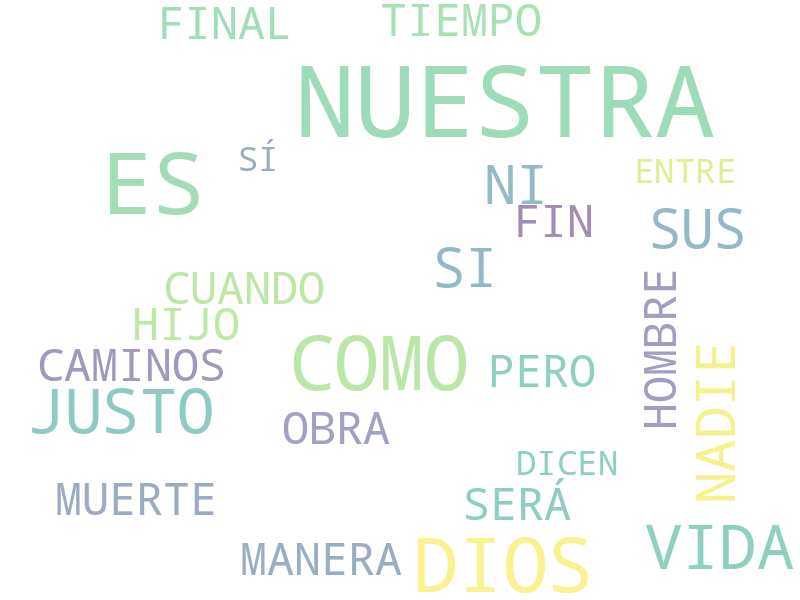 FINAL
TIEMPO
NUESTRA
ES
SÍ
NI
ENTRE
FIN
SUS
SI
CUANDO
HIJO
HOMBRE
CAMINOS
COMO
PERO
NADIE
JUSTO
OBRA
DICEN
MUERTE
SERÁ
MANERA
DIOS
VIDA